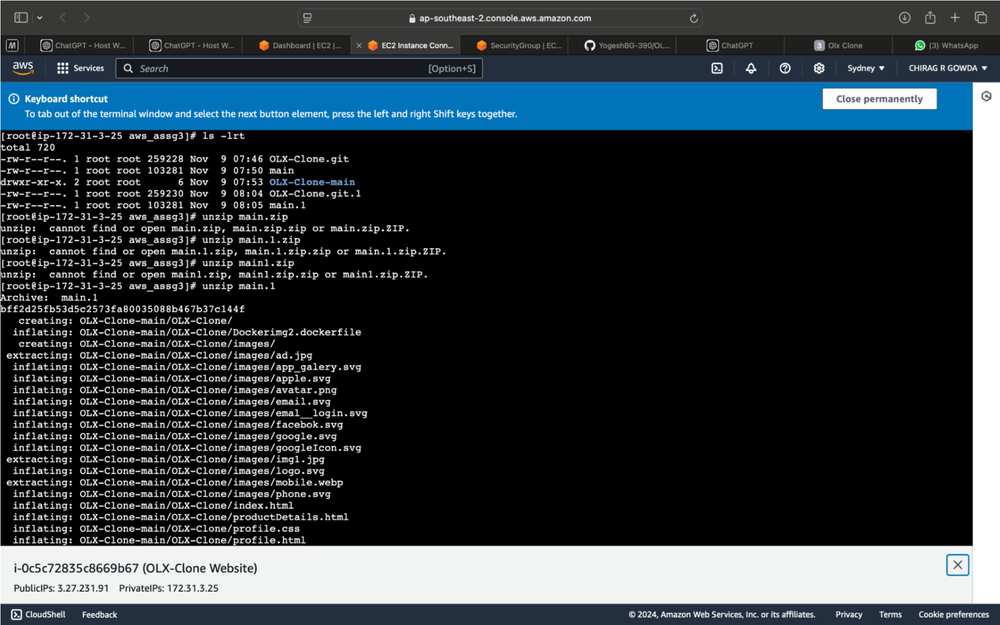 ap-southeast-2.console.aws.amazon.com
M ChatGPT - Host W... ChatGPT - Host W... Dashboard | EC2 |... EC2 Instance Conn... SecurityGroup | EC... YogeshBG-390/OL... ChatGPT 3 Olx Clone (3) WhatsApp
aws Services Search [Option+S] Sydney CHIRAG R GOWDA
Keyboard shortcut
To tab out of the terminal window and select the next button element, press the left and right Shift keys together.
Close permanently
[root@ip-172-31-3-25 aws_assg3]# ls -lrt
total 720
-rw-r--r--. 1 root root 259228 Nov  9 07:46 OLX-Clone.git
-rw-r--r--. 1 root root 103281 Nov  9 07:50 main
drwxr-xr-x. 2 root root      6 Nov  9 07:53 OLX-Clone-main
-rw-r--r--. 1 root root 259230 Nov  9 08:04 OLX-Clone.git.1
-rw-r--r--. 1 root root 103281 Nov  9 08:05 main.1
[root@ip-172-31-3-25 aws_assg3]# unzip main.zip
unzip:  cannot find or open main.zip, main.zip.zip or main.zip.ZIP.
[root@ip-172-31-3-25 aws_assg3]# unzip main.1.zip
unzip:  cannot find or open main.1.zip, main.1.zip.zip or main.1.zip.ZIP.
[root@ip-172-31-3-25 aws_assg3]# unzip main1.zip
unzip:  cannot find or open main1.zip, main1.zip.zip or main1.zip.ZIP.
[root@ip-172-31-3-25 aws_assg3]# unzip main.1
Archive:  main.1
bff2d25fb53d5c2573fa80035088b467b37c144f
   creating: OLX-Clone-main/OLX-Clone/
  inflating: OLX-Clone-main/OLX-Clone/Dockerimg2.dockerfile
   creating: OLX-Clone-main/OLX-Clone/images/
 extracting: OLX-Clone-main/OLX-Clone/images/ad.jpg
  inflating: OLX-Clone-main/OLX-Clone/images/app_galery.svg
  inflating: OLX-Clone-main/OLX-Clone/images/apple.svg
  inflating: OLX-Clone-main/OLX-Clone/images/avatar.png
  inflating: OLX-Clone-main/OLX-Clone/images/email.svg
  inflating: OLX-Clone-main/OLX-Clone/images/emal__login.svg
  inflating: OLX-Clone-main/OLX-Clone/images/facebok.svg
  inflating: OLX-Clone-main/OLX-Clone/images/google.svg
  inflating: OLX-Clone-main/OLX-Clone/images/googleIcon.svg
 extracting: OLX-Clone-main/OLX-Clone/images/img1.jpg
  inflating: OLX-Clone-main/OLX-Clone/images/logo.svg
 extracting: OLX-Clone-main/OLX-Clone/images/mobile.webp
  inflating: OLX-Clone-main/OLX-Clone/images/phone.svg
  inflating: OLX-Clone-main/OLX-Clone/index.html
  inflating: OLX-Clone-main/OLX-Clone/productDetails.html
  inflating: OLX-Clone-main/OLX-Clone/profile.css
  inflating: OLX-Clone-main/OLX-Clone/profile.html
i-0c5c72835c8669b67 (OLX-Clone Website)
PublicIPs: 3.27.231.91 PrivateIPs: 172.31.3.25
CloudShell Feedback © 2024, Amazon Web Services, Inc. or its affiliates. Privacy Terms Cookie preferences